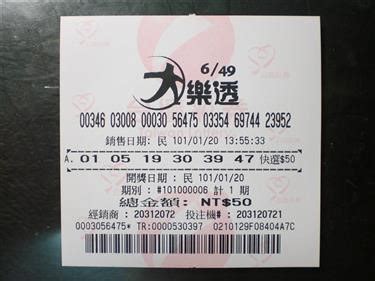 6/49
大樂透
00346 03008 00030 56475 03354 69744 23952
銷售日期: 民 101/01/20 13:55:33
A. 01 05 19 30 39 47 快選$50
開獎日期: 民 101/01/20
期別 : #101000006 計 1 期
總金額: NT$50
經銷商 : 20312072 投注機# : 203120721
0003056475* TR:0000530397 0210129F08404A7C